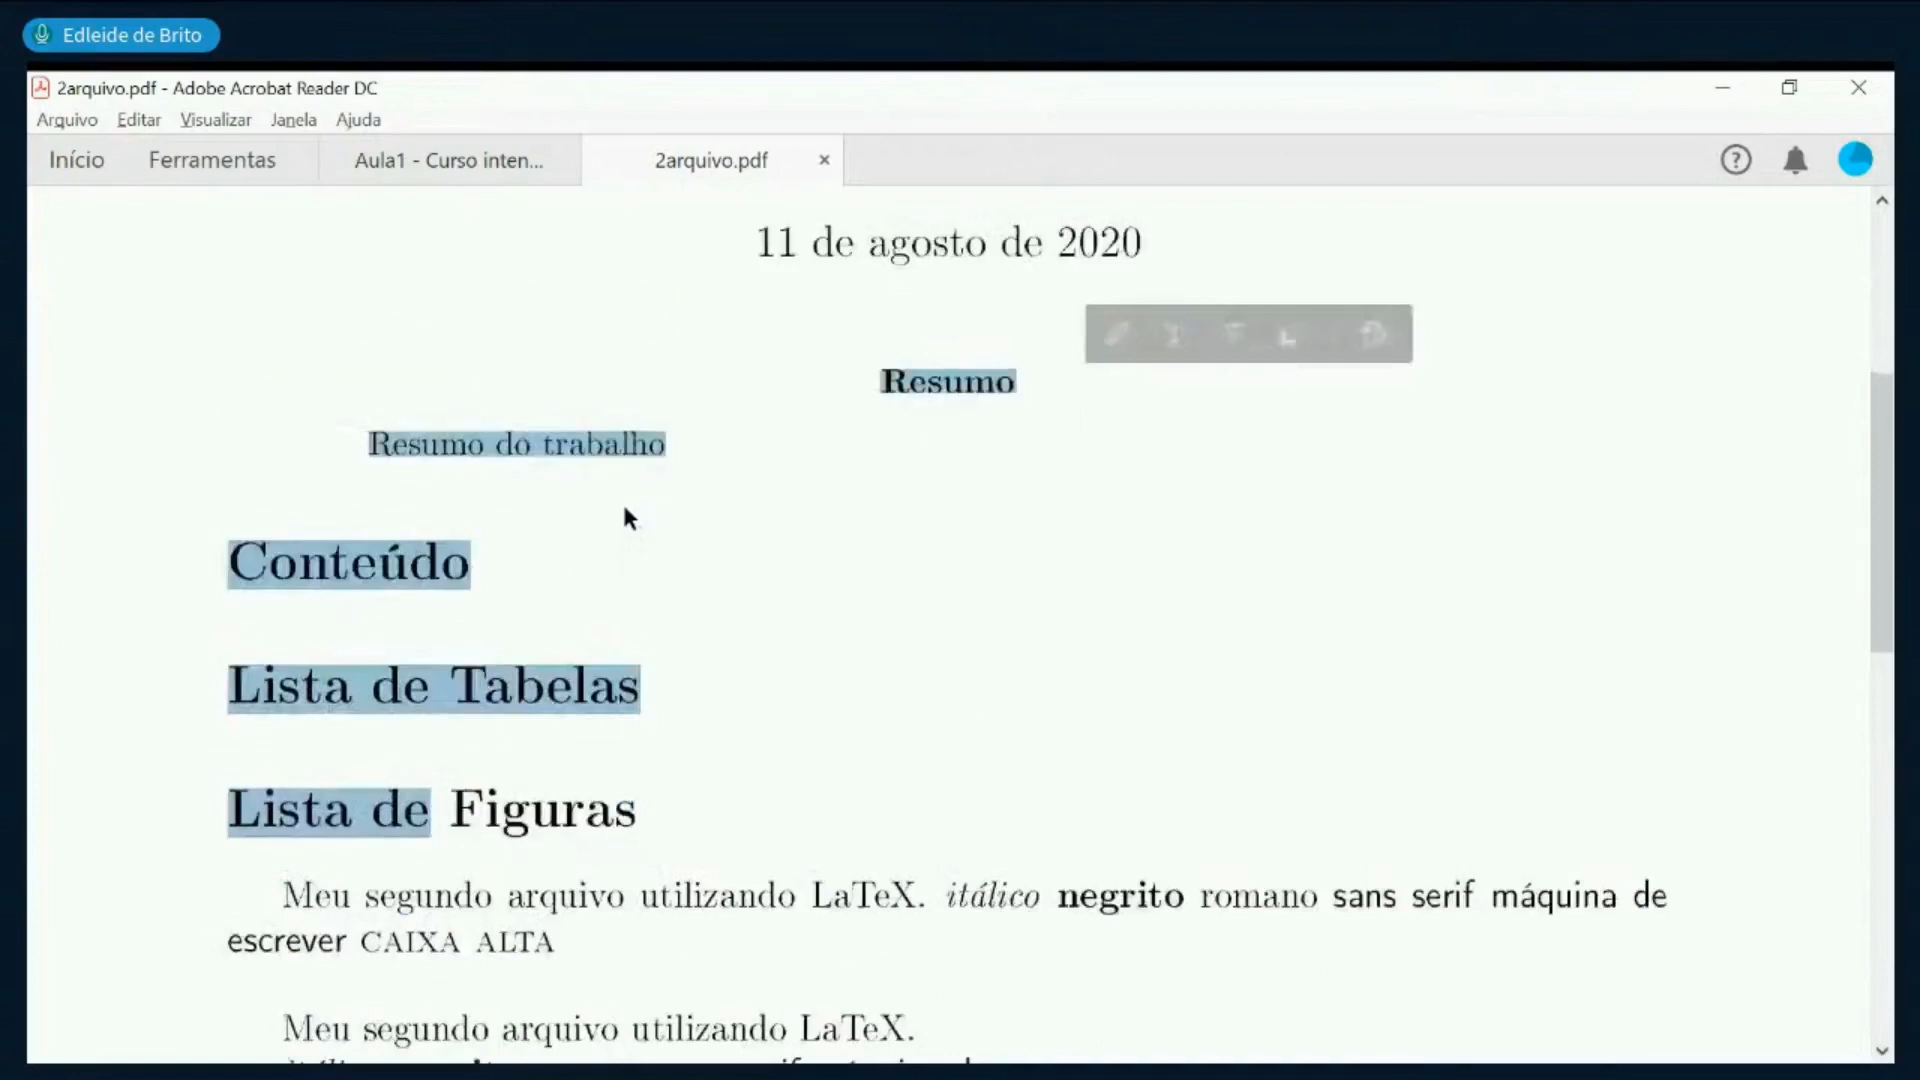 Edleide de Brito
2arquivo.pdf - Adobe Acrobat Reader DC
Arquivo Editar Visualizar Janela Ajuda
Início Ferramentas Aula1 - Curso inten... 2arquivo.pdf ×
11 de agosto de 2020
Resumo
Resumo do trabalho
Conteúdo
Lista de Tabelas
Lista de Figuras
Meu segundo arquivo utilizando LaTeX. itálico negrito romano sans serif máquina de
escrever CAIXA ALTA
Meu segundo arquivo utilizando LaTeX.